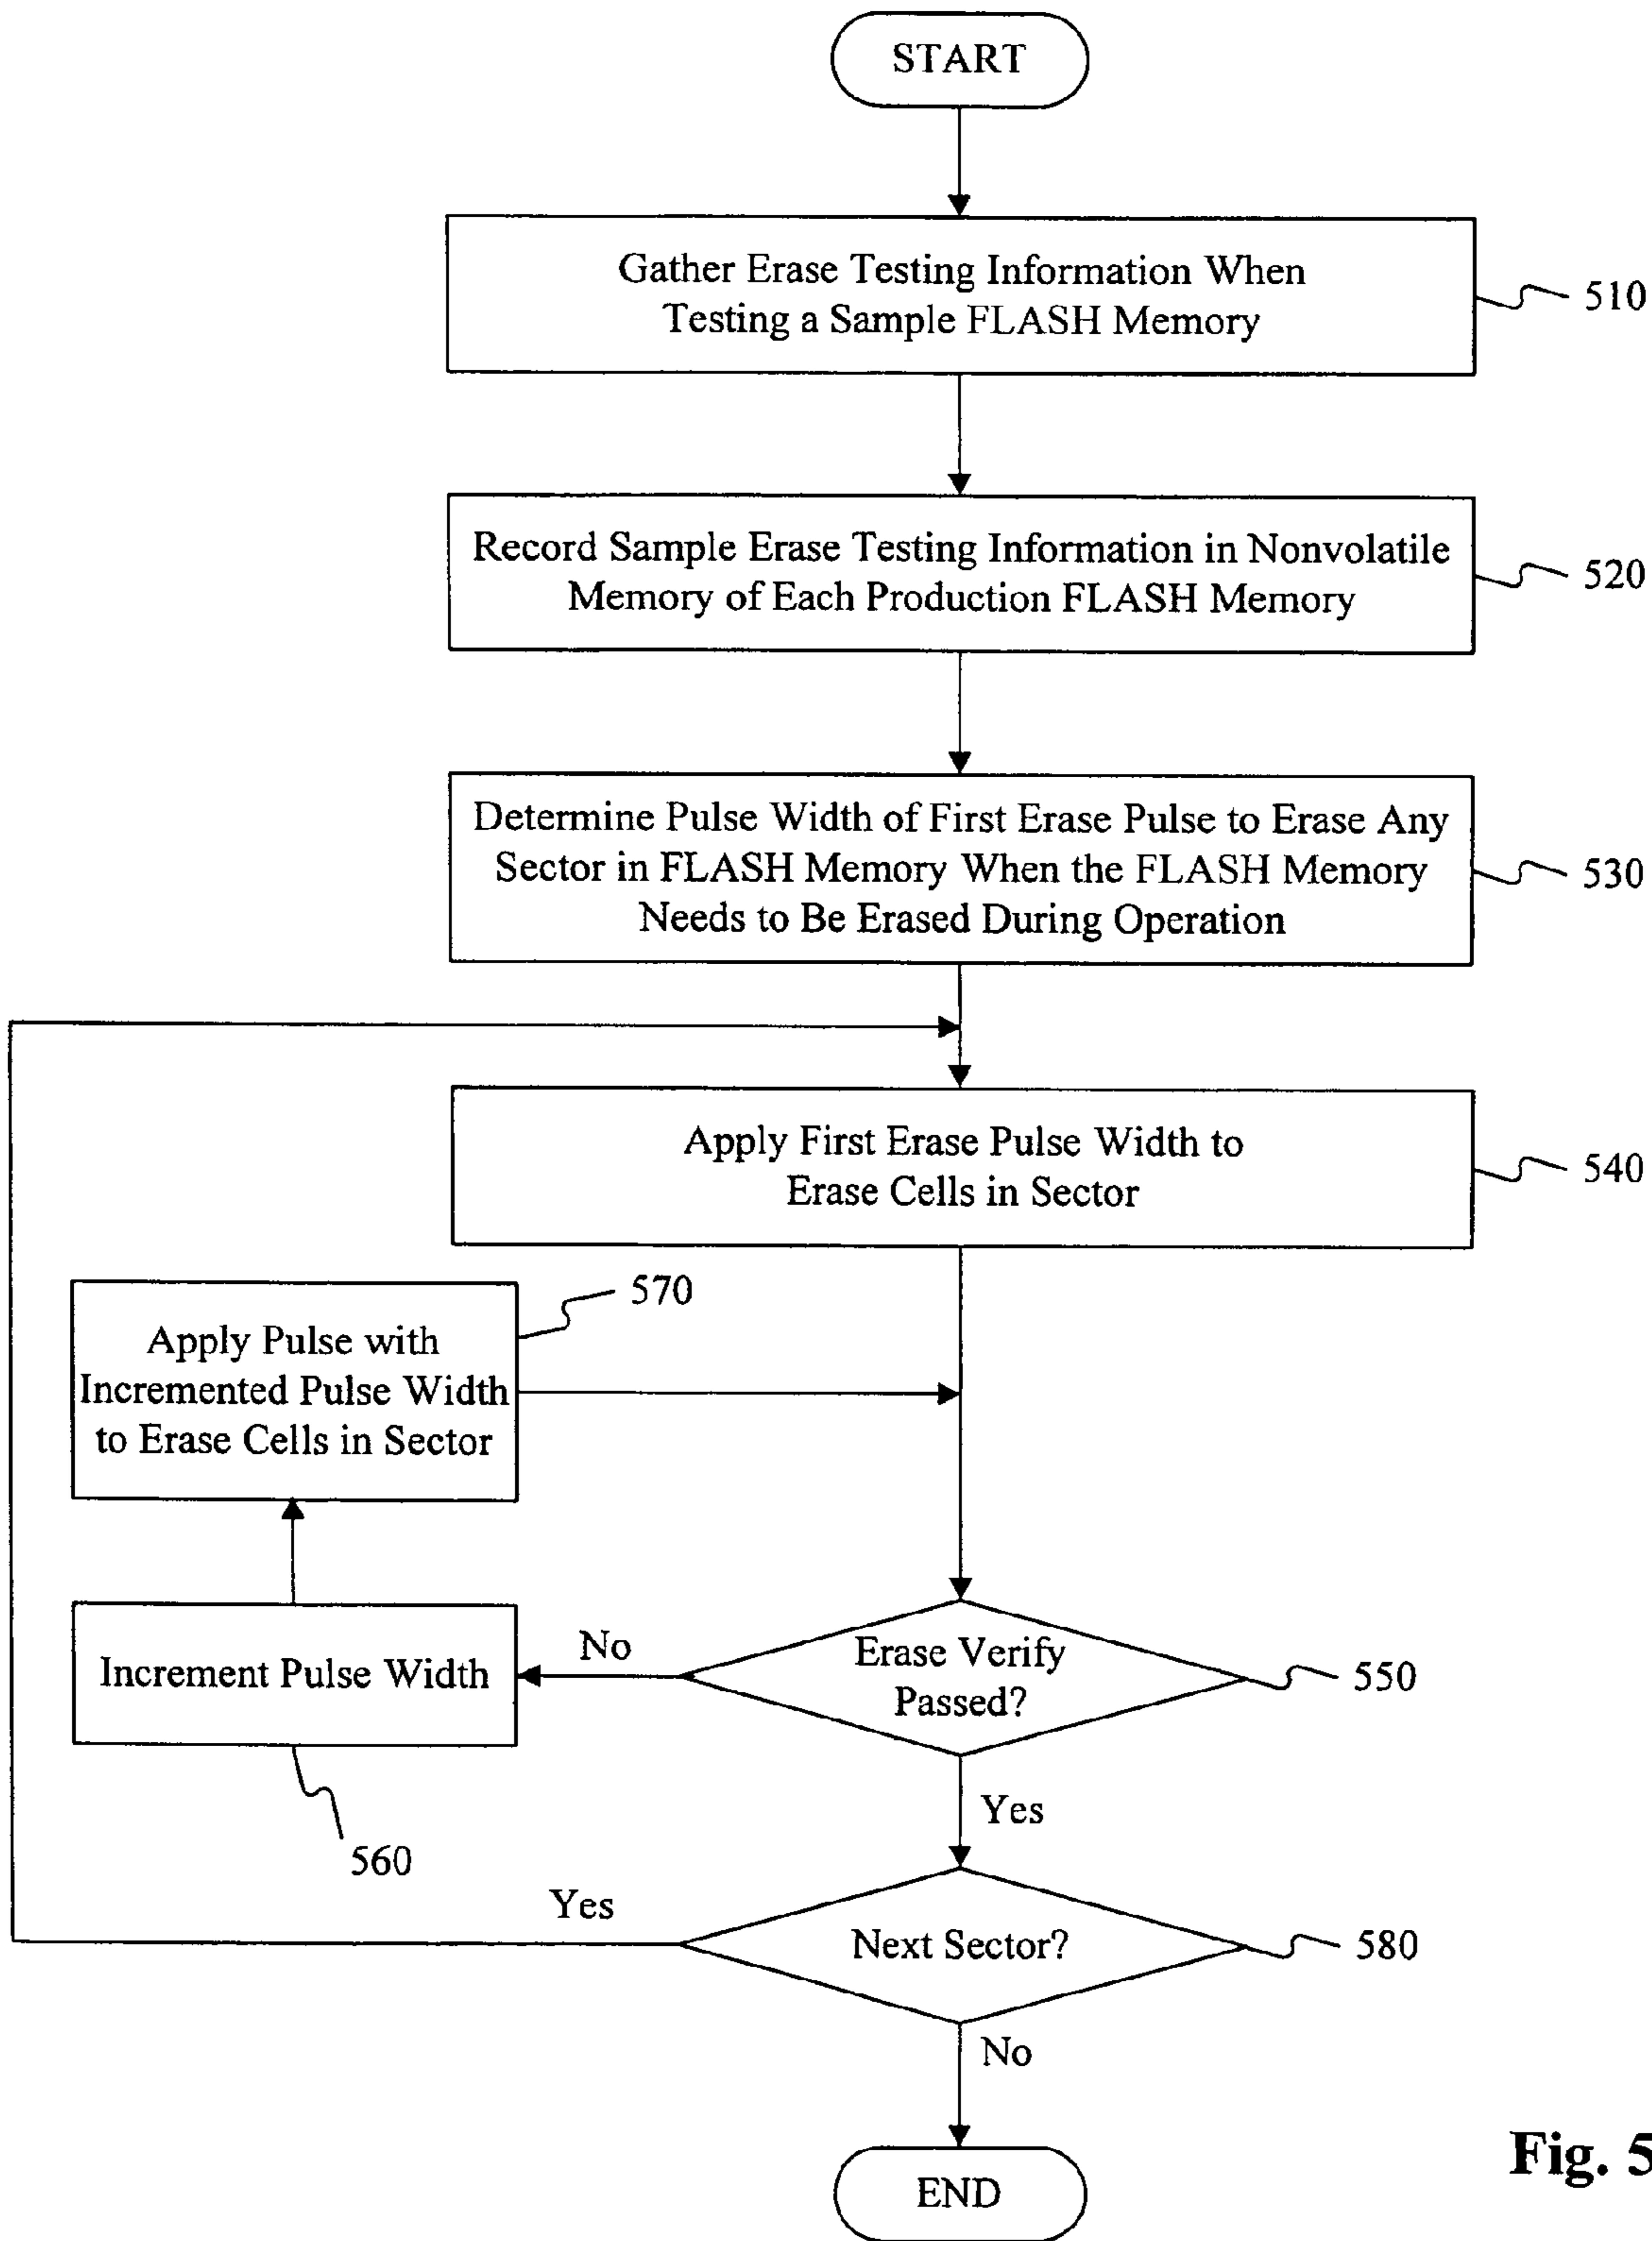 START
Gather Erase Testing Information When
Testing a Sample FLASH Memory
510
Record Sample Erase Testing Information in Nonvolatile
Memory of Each Production FLASH Memory
520
Determine Pulse Width of First Erase Pulse to Erase Any
Sector in FLASH Memory When the FLASH Memory
Needs to Be Erased During Operation
530
Apply First Erase Pulse Width to
Erase Cells in Sector
540
570
Apply Pulse with
Incremented Pulse Width
to Erase Cells in Sector
No
Erase Verify
Passed?
550
Increment Pulse Width
560
Yes
Yes
Next Sector?
580
No
END
Fig. 5